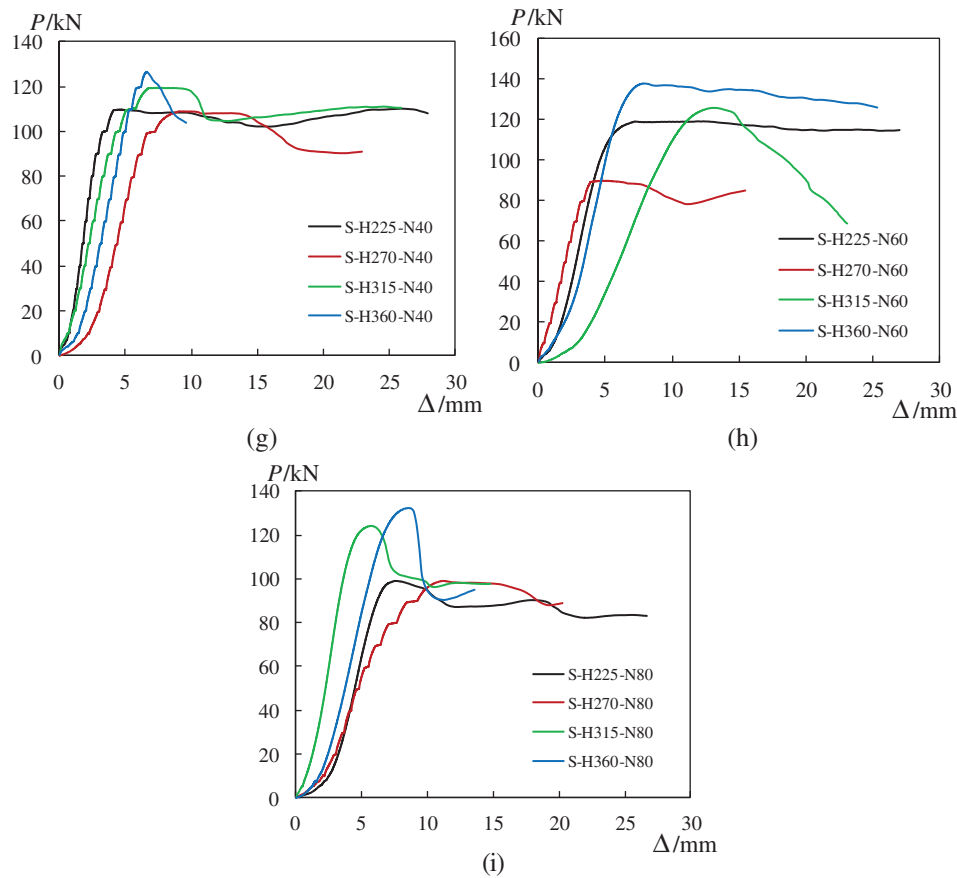 P/kN
140
120
100
80
60
40
20
0
0 5 10 15 20 25 30
Δ/mm
S-H225-N40
S-H270-N40
S-H315-N40
S-H360-N40
(g)
P/kN
160
140
120
100
80
60
40
20
0
0 5 10 15 20 25 30
Δ/mm
S-H225-N60
S-H270-N60
S-H315-N60
S-H360-N60
(h)
P/kN
140
120
100
80
60
40
20
0
0 5 10 15 20 25 30
Δ/mm
S-H225-N80
S-H270-N80
S-H315-N80
S-H360-N80
(i)